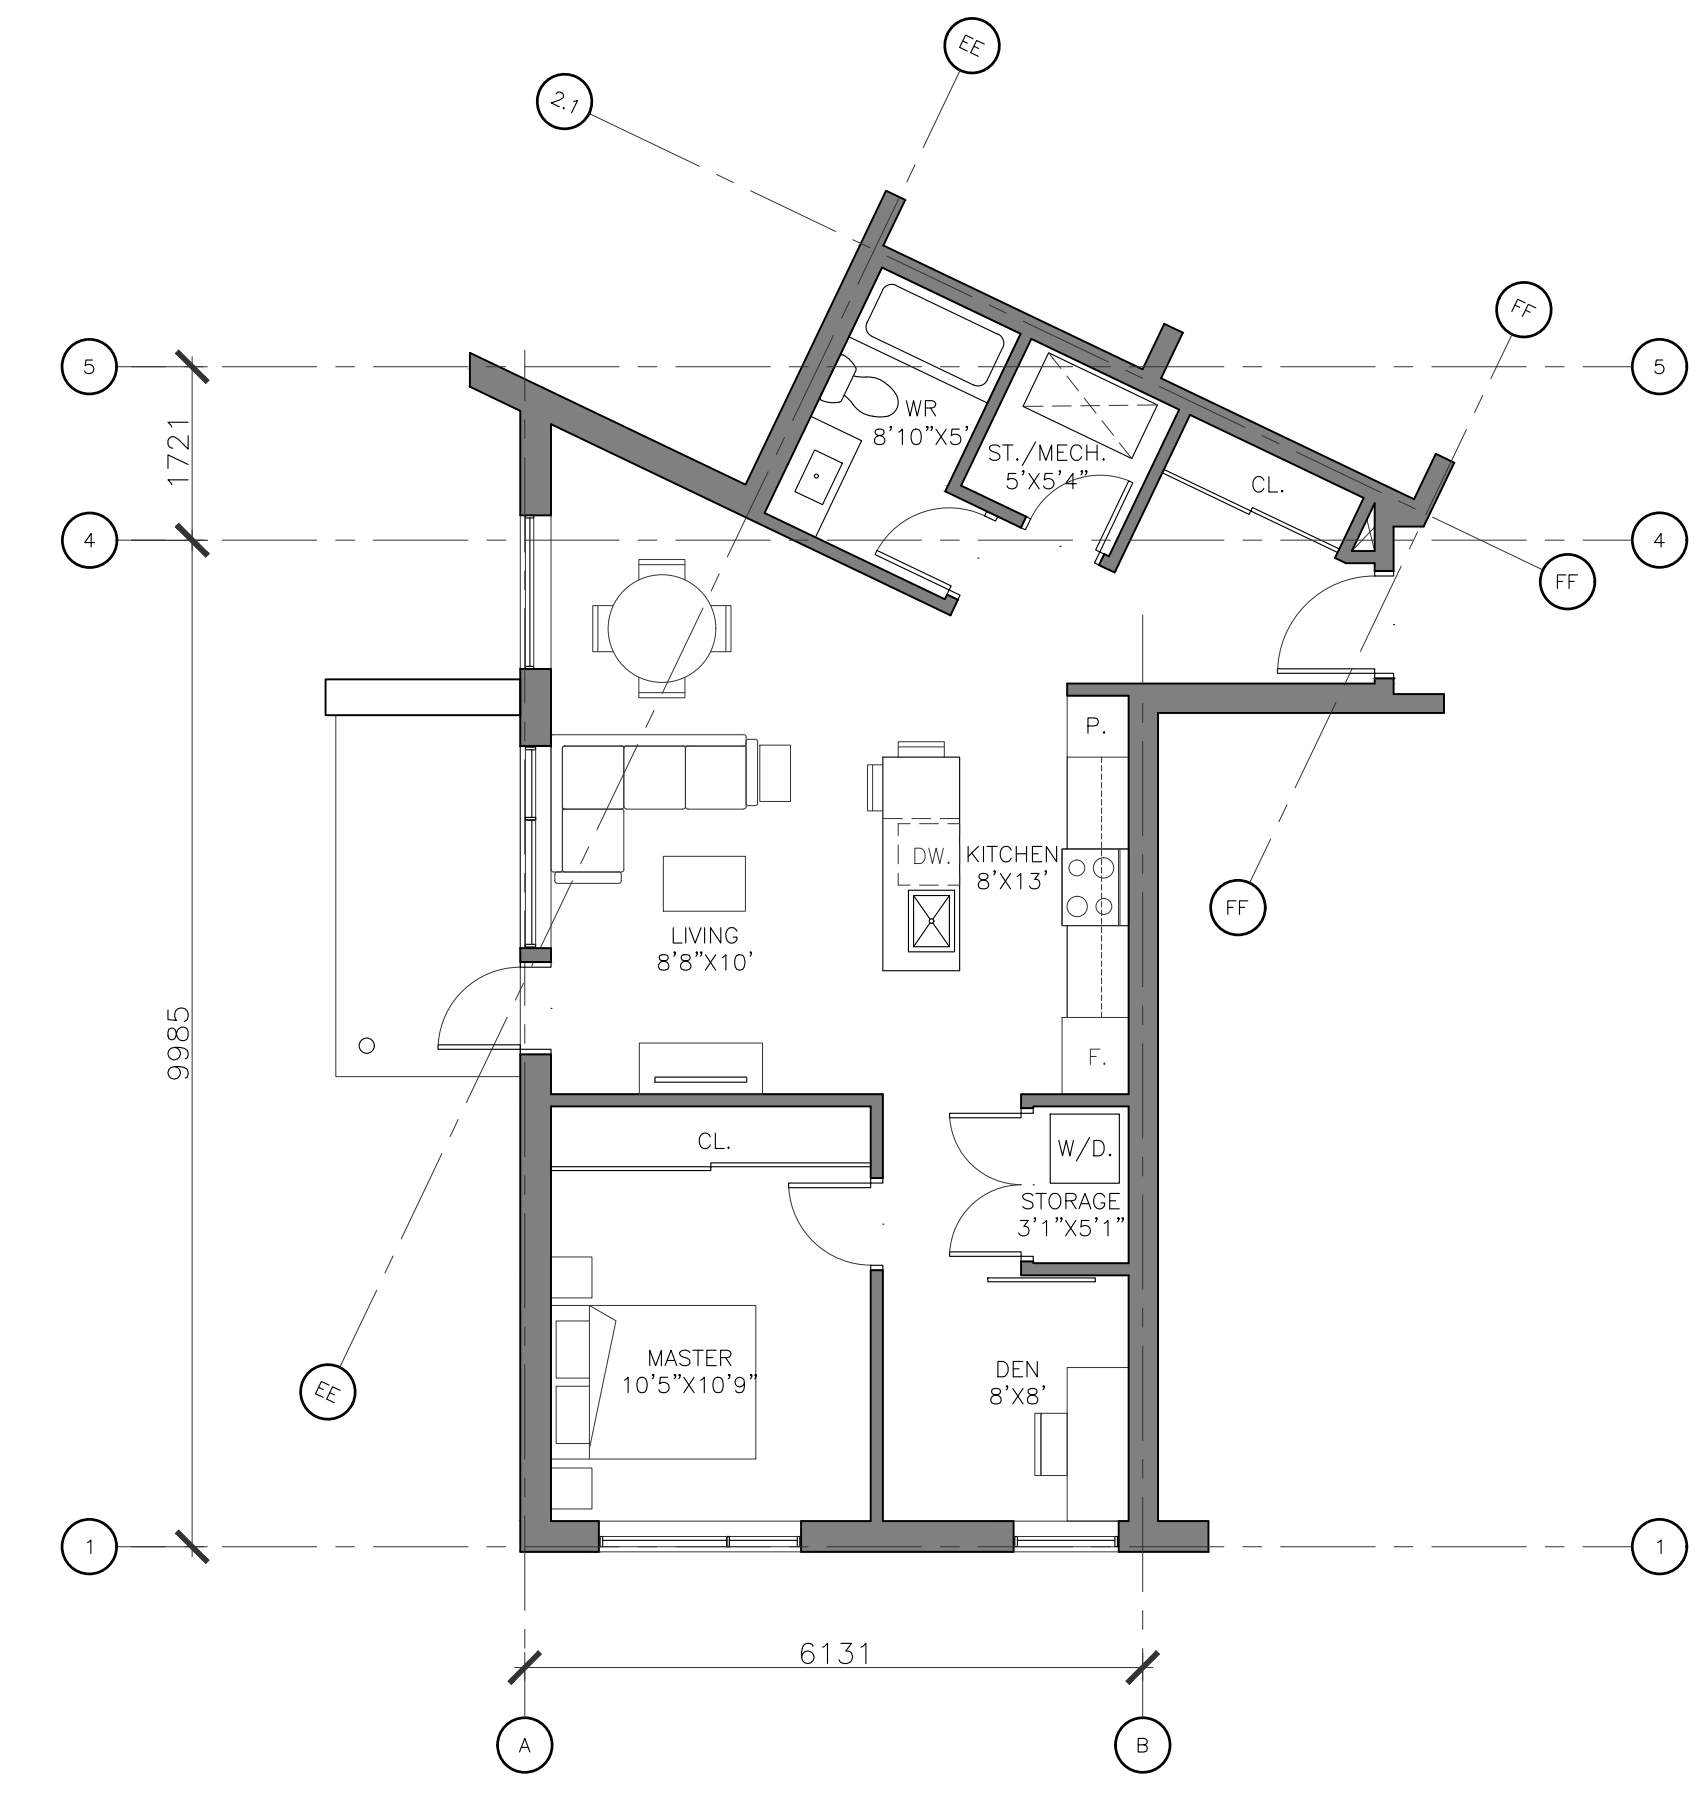 EE
2.1
FF
5
5
1721
WR
8'10"X5'
ST./MECH.
5'X5'4"
CL.
4
4
FF
P.
DW.
KITCHEN
8'X13'
FF
LIVING
8'8"X10'
9985
F.
CL.
W/D.
STORAGE
3'1"X5'1"
MASTER
10'5"X10'9"
DEN
8'X8'
EE
1
1
6131
A
B